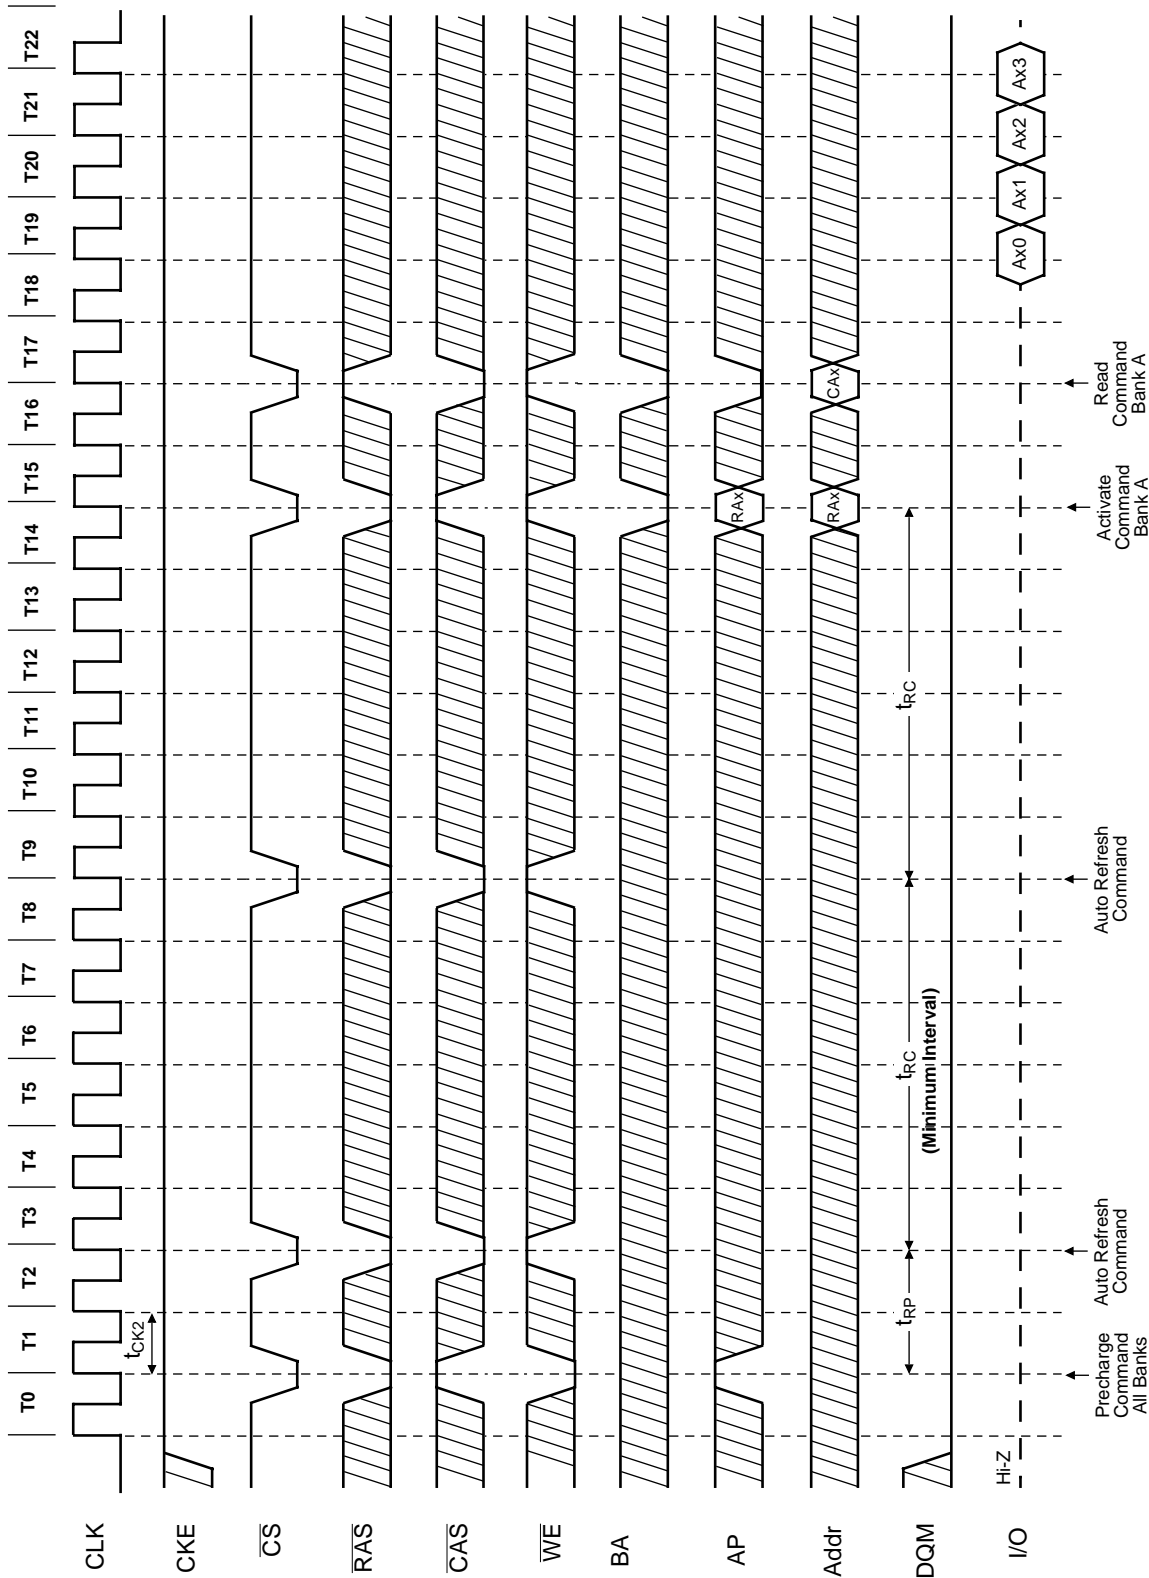 T0 T1 T2 T3 T4 T5 T6 T7 T8 T9 T10 T11 T12 T13 T14 T15 T16 T17 T18 T19 T20 T21 T22
CLK
tCK2
CKE
CS
RAS
CAS
WE
BA
AP
RAx
Addr
RAx CAx
DQM
tRP tRC tRC
(Minimum Interval)
I/O
Hi-Z
Ax0 Ax1 Ax2 Ax3
Precharge
Command
All Banks
Auto Refresh
Command
Auto Refresh
Command
Activate
Command
Bank A
Read
Command
Bank A